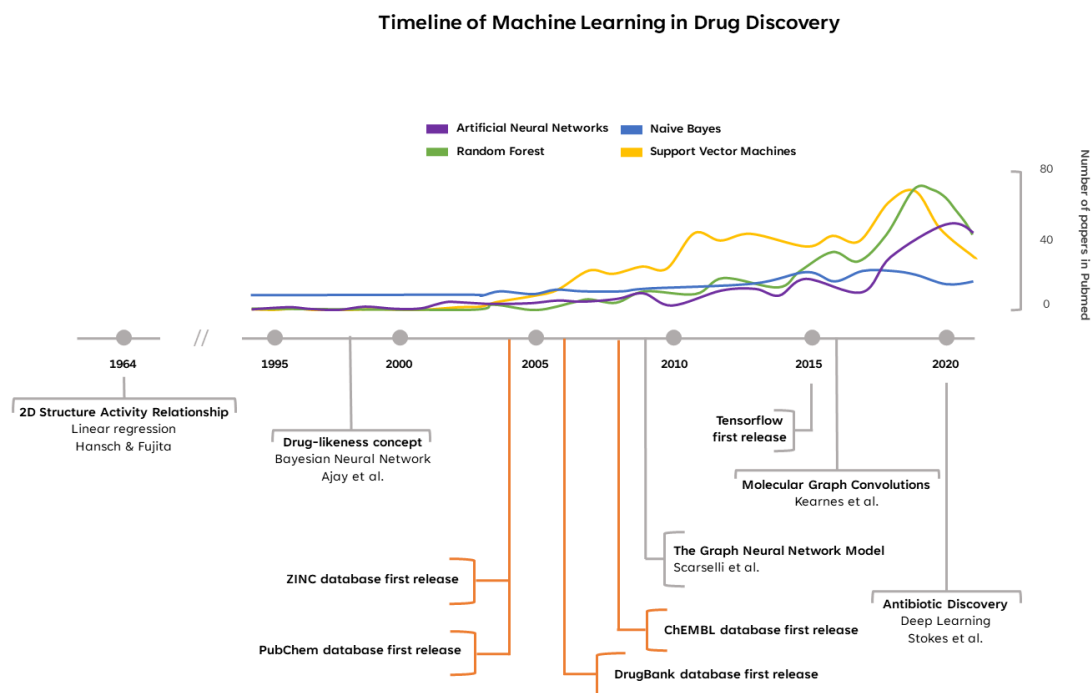 Timeline of Machine Learning in Drug Discovery
Artificial Neural Networks
Naive Bayes
Random Forest
Support Vector Machines
80
40
0
Number of papers in Pubmed
//
1964
1995
2000
2005
2010
2015
2020
2D Structure Activity Relationship
Linear regression
Hansch & Fujita
Drug-likeness concept
Bayesian Neural Network
Ajay et al.
Tensorflow
first release
Molecular Graph Convolutions
Kearnes et al.
The Graph Neural Network Model
Scarselli et al.
ZINC database first release
Antibiotic Discovery
Deep Learning
Stokes et al.
ChEMBL database first release
PubChem database first release
DrugBank database first release